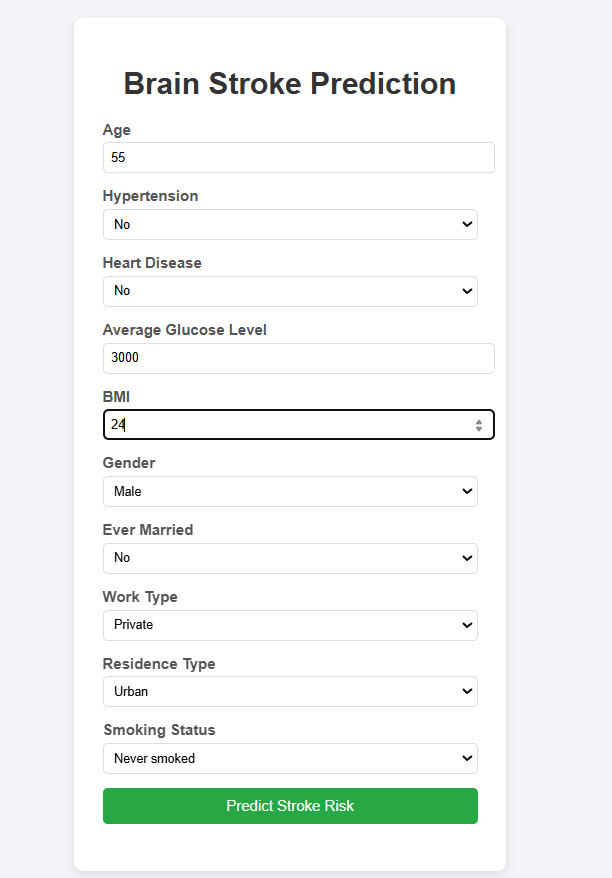 Brain Stroke Prediction
Age
55
Hypertension
No
Heart Disease
No
Average Glucose Level
3000
BMI
24
Gender
Male
Ever Married
No
Work Type
Private
Residence Type
Urban
Smoking Status
Never smoked
Predict Stroke Risk